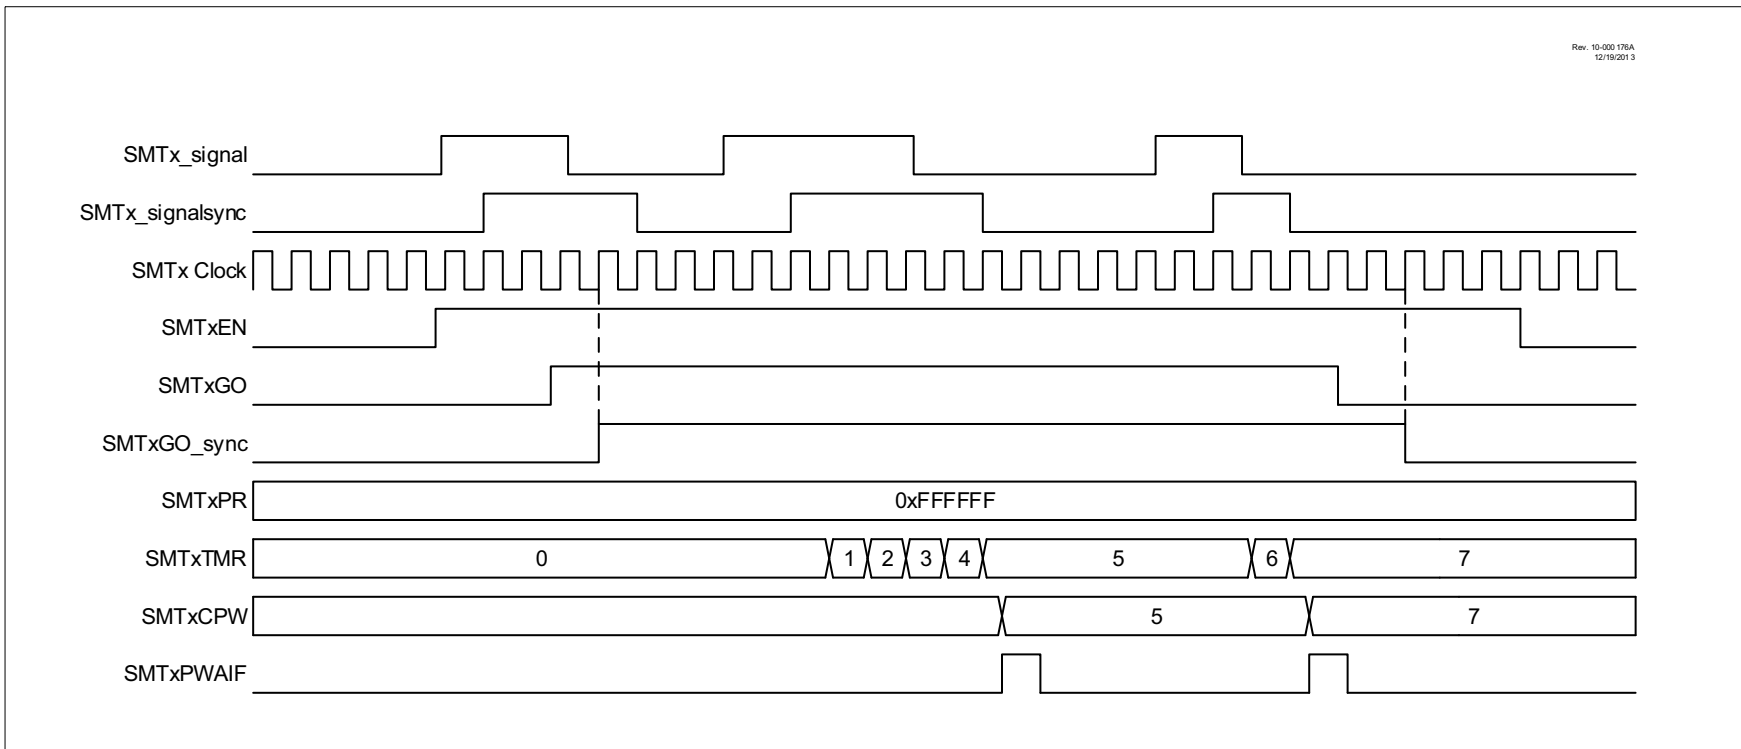 Rev. 10-000 176A
12/19/201 3
SMTx_signal
SMTx_signalsync
SMTx Clock
SMTxEN
SMTxGO
SMTxGO_sync
SMTxPR 0xFFFFFF
SMTxTMR 0 1 2 3 4 5 6 7
SMTxCPW 5 7
SMTxPWAIF